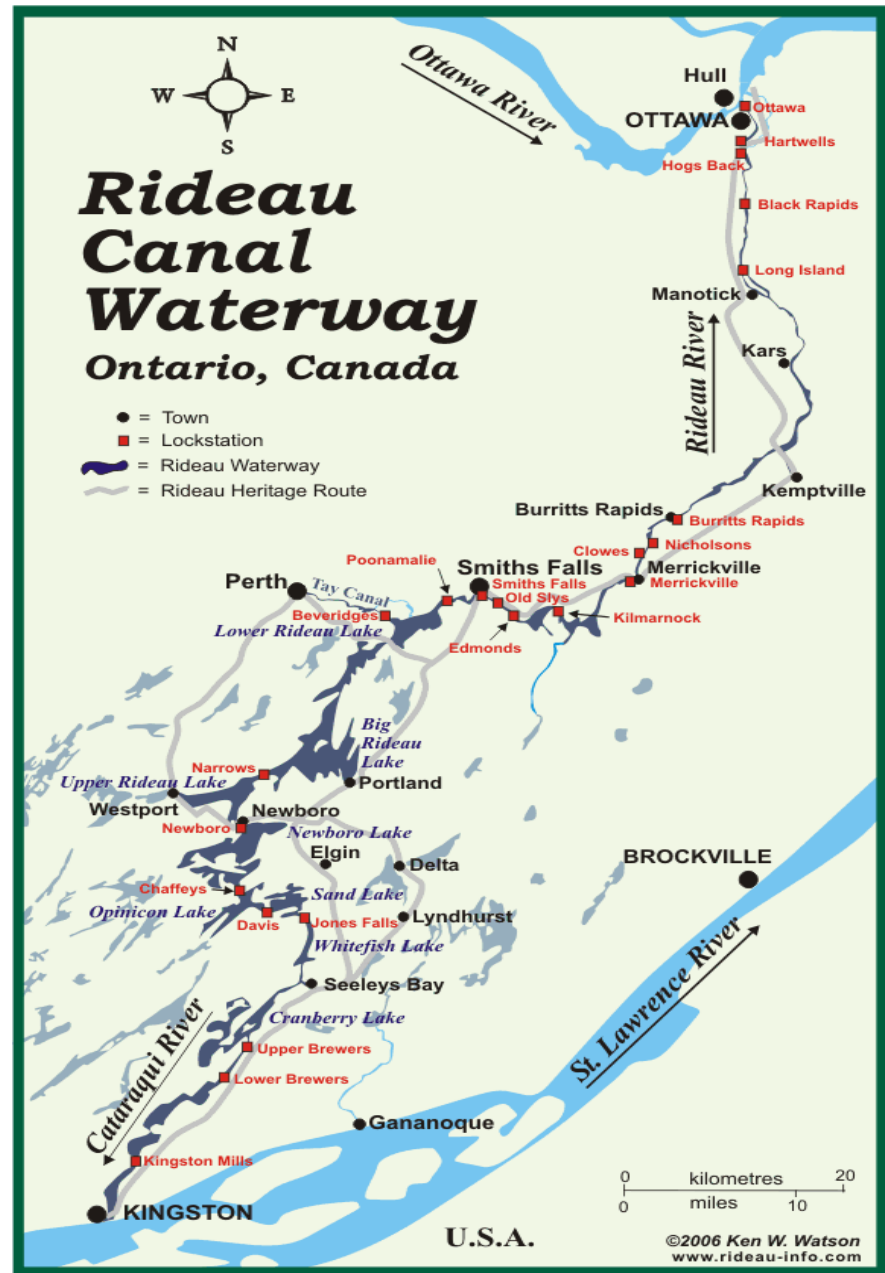 N
W
E
S
Rideau
Canal
Waterway
Ontario, Canada
= Town
= Lockstation
= Rideau Waterway
= Rideau Heritage Route
Ottawa River
Hull
OTTAWA
Ottawa
Hartwells
Hogs Back
Black Rapids
Long Island
Manotick
Rideau River
Kars
Kemptville
Burritts Rapids
Burritts Rapids
Nicholsons
Clowes
Merrickville
Merrickville
Poonamalie
Smiths Falls
Smiths Falls
Old Slys
Perth
Tay Canal
Beveridges
Kilmarnock
Lower Rideau Lake
Edmonds
Big
Rideau
Lake
Narrows
Upper Rideau Lake
Portland
Westport
Newboro
Newboro
Newboro Lake
Elgin
Delta
BROCKVILLE
Chaffeys
Sand Lake
Opinicon Lake
Davis
Jones Falls
Lyndhurst
Whitefish Lake
Seeleys Bay
St. Lawrence River
Cranberry Lake
Cataraqui River
Upper Brewers
Lower Brewers
Gananoque
Kingston Mills
KINGSTON
0 kilometres 20
0 miles 10
U.S.A.
©2006 Ken W. Watson
www.rideau-info.com